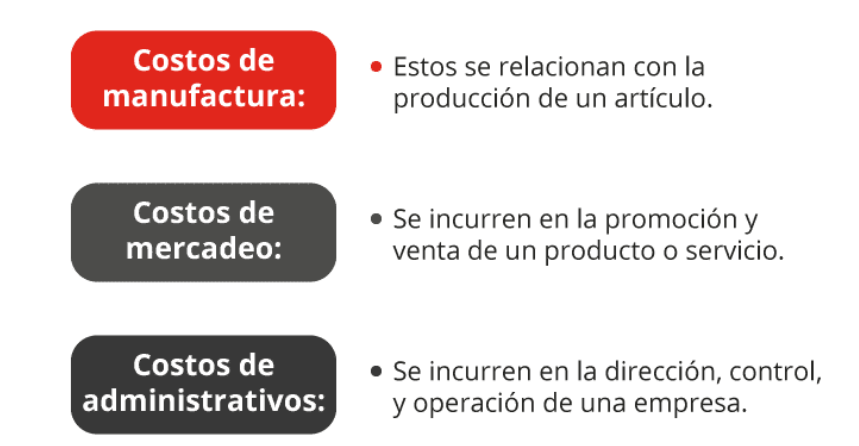 Costos de
manufactura:
• Estos se relacionan con la
producción de un artículo.
Costos de
mercadeo:
• Se incurren en la promoción y
venta de un producto o servicio.
Costos de
administrativos:
• Se incurren en la dirección, control,
y operación de una empresa.